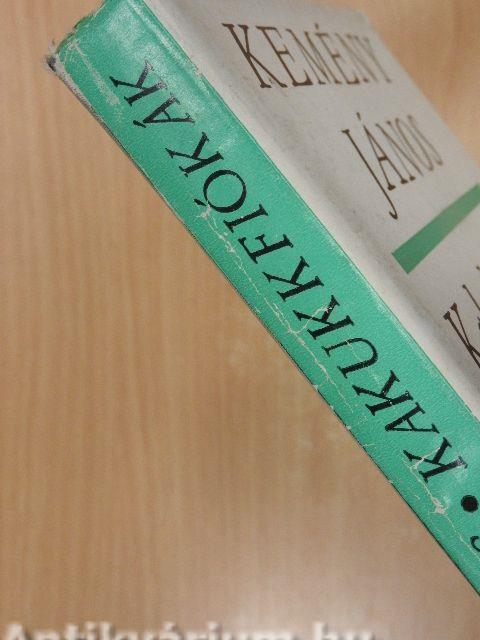 KEMÉNY
JÁNOS
• KAKUKKFIÓKÁK
Antikvárium.hu